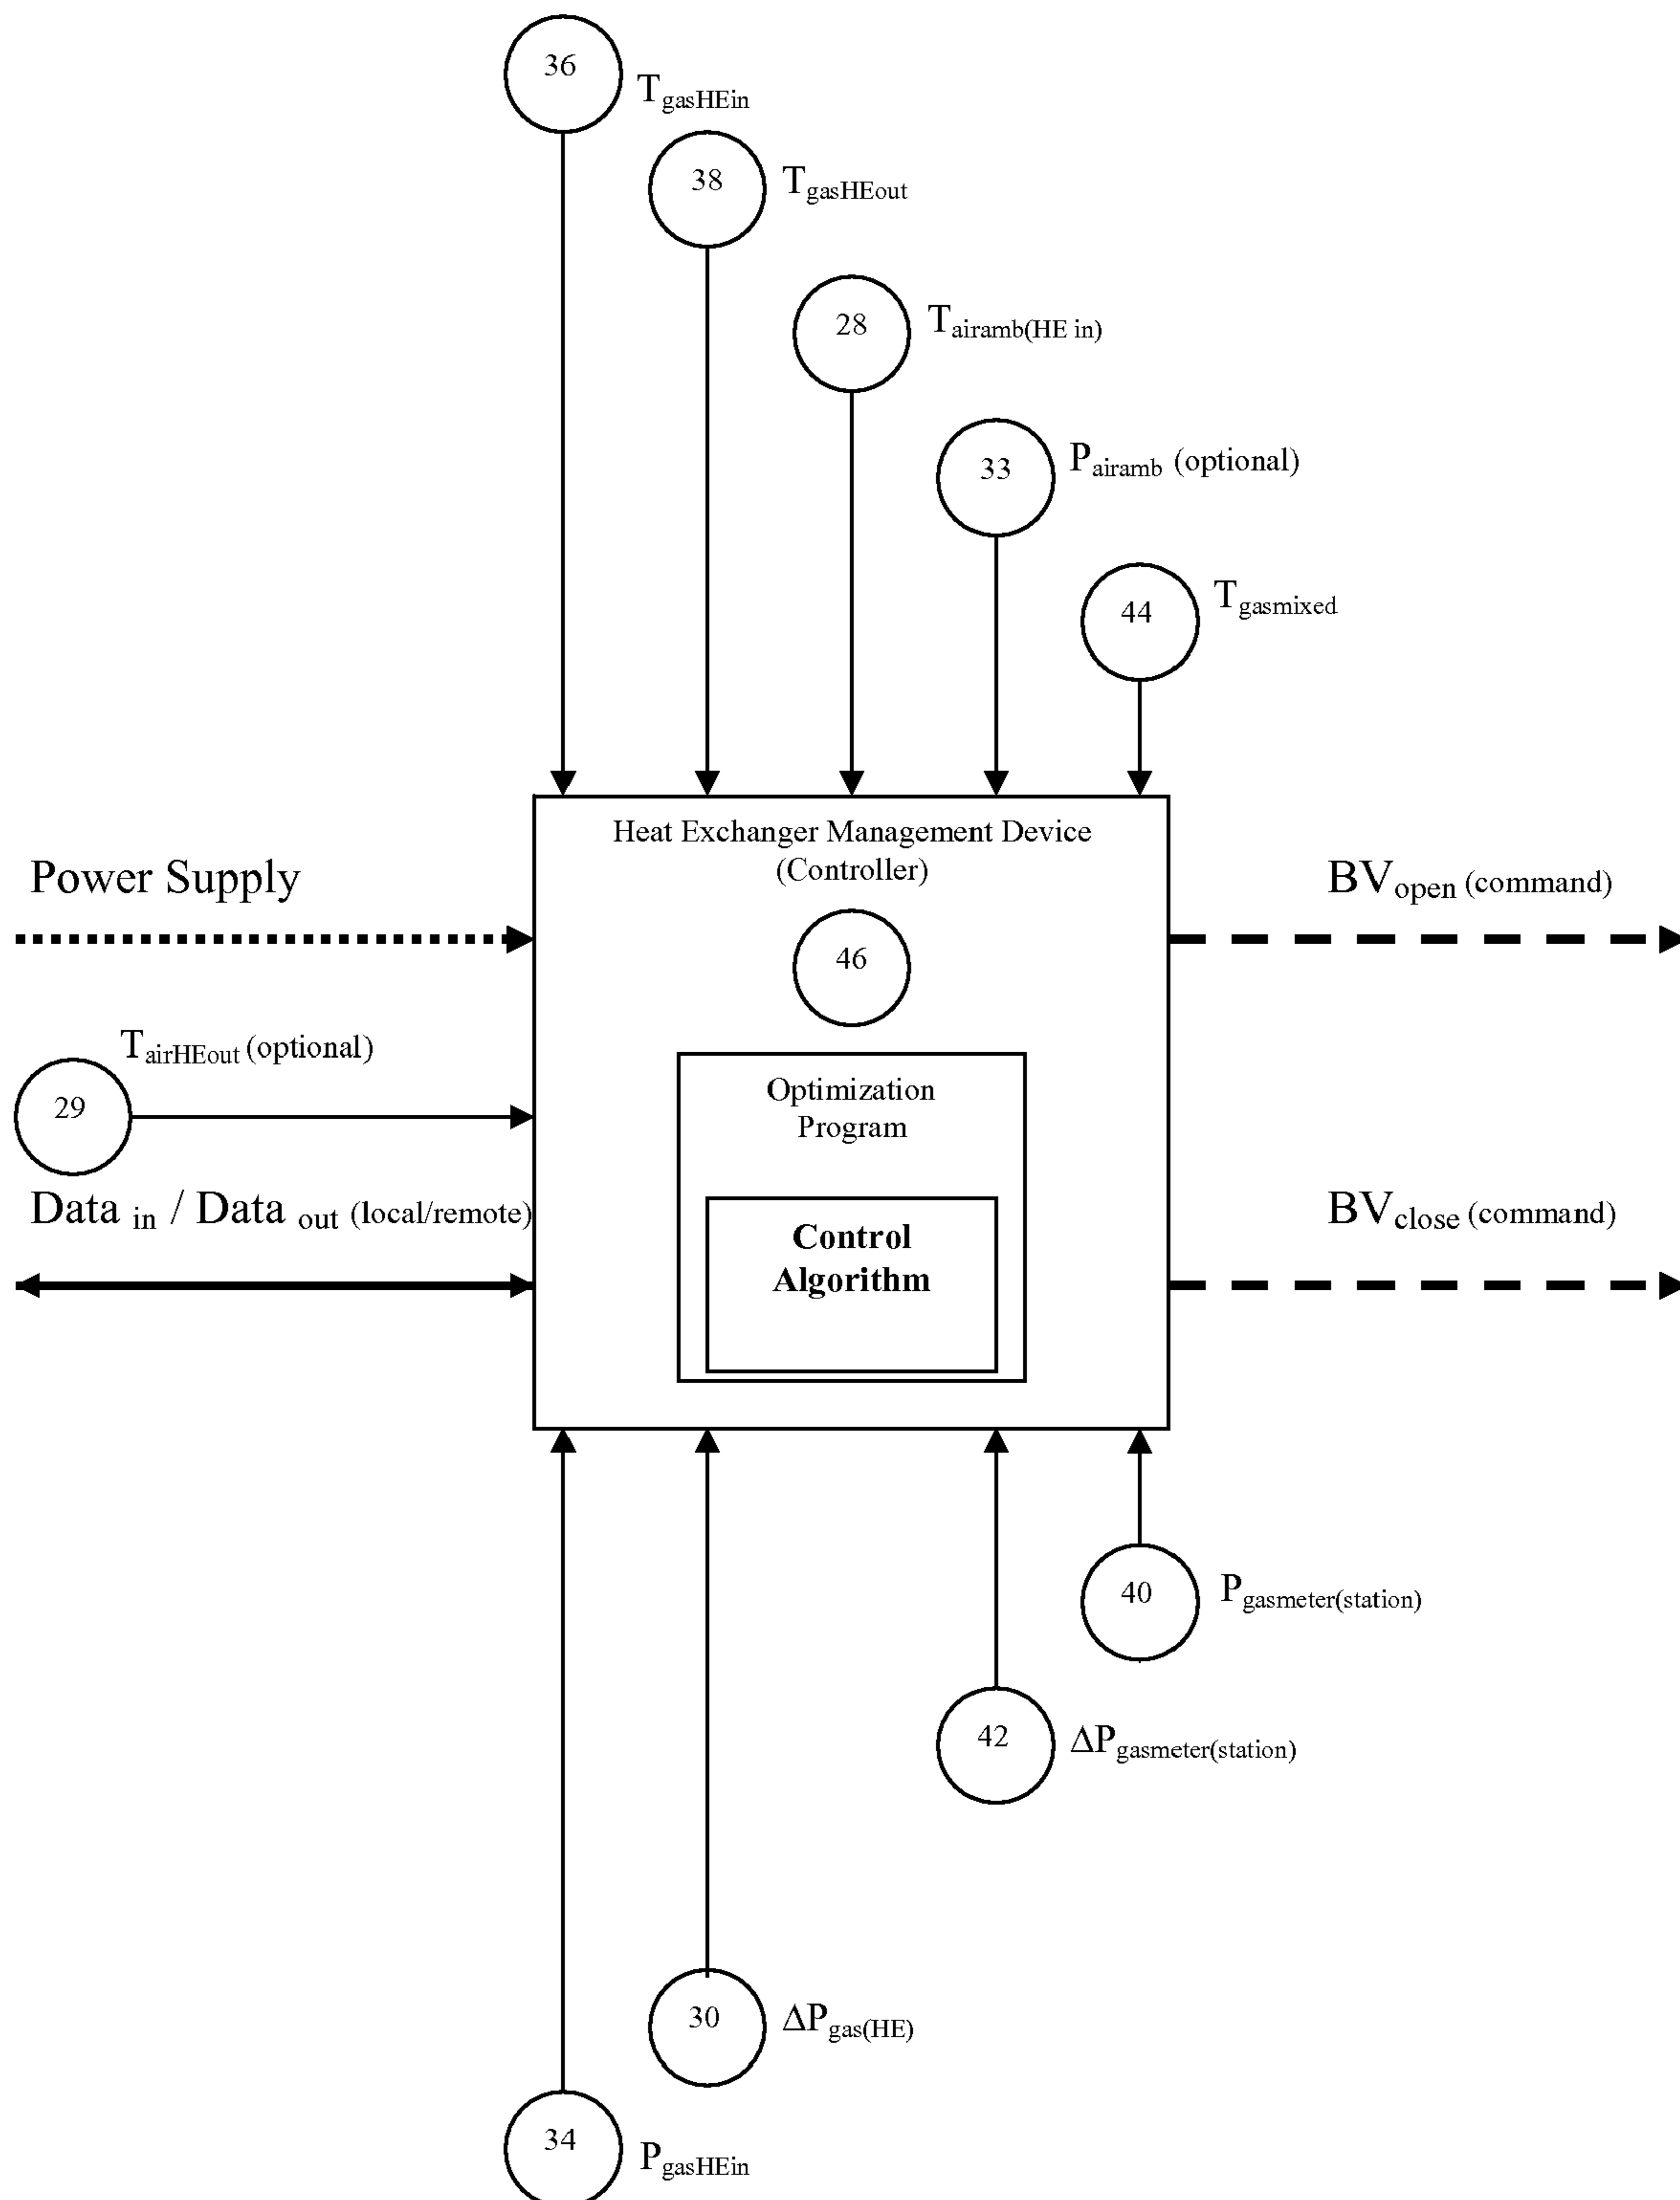 36
TgasHEin
38
TgasHEout
28
Tairamb(HE in)
33
Pairamb (optional)
44
Tgasmixed
Heat Exchanger Management Device
(Controller)
46
Power Supply
BVopen (command)
TairHEout (optional)
29
Optimization
Program
Data in / Data out (local/remote)
BVclose (command)
Control
Algorithm
40
Pgasmeter(station)
42
ΔPgasmeter(station)
30
ΔPgas(HE)
34
PgasHEin